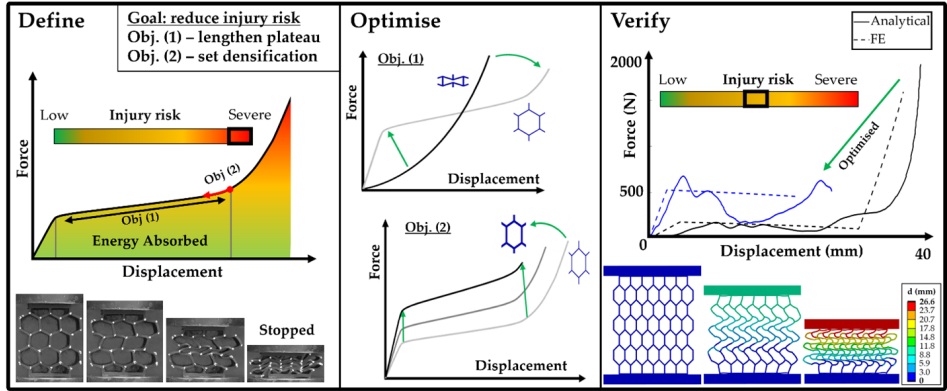 Define
Goal: reduce injury risk
Obj. (1) – lengthen plateau
Obj. (2) – set densification
Low
Injury risk
Severe
Force
Obj (2)
Obj (1)
Energy Absorbed
Displacement
Stopped
Optimise
Obj. (1)
Force
Displacement
Obj. (2)
Force
Displacement
Verify
Analytical
FE
2000
Low
Injury risk
Severe
Force (N)
Optimised
500
0
Displacement (mm)
40
d (mm)
26.6
23.7
20.7
17.8
14.8
11.8
8.8
5.9
3.0
0